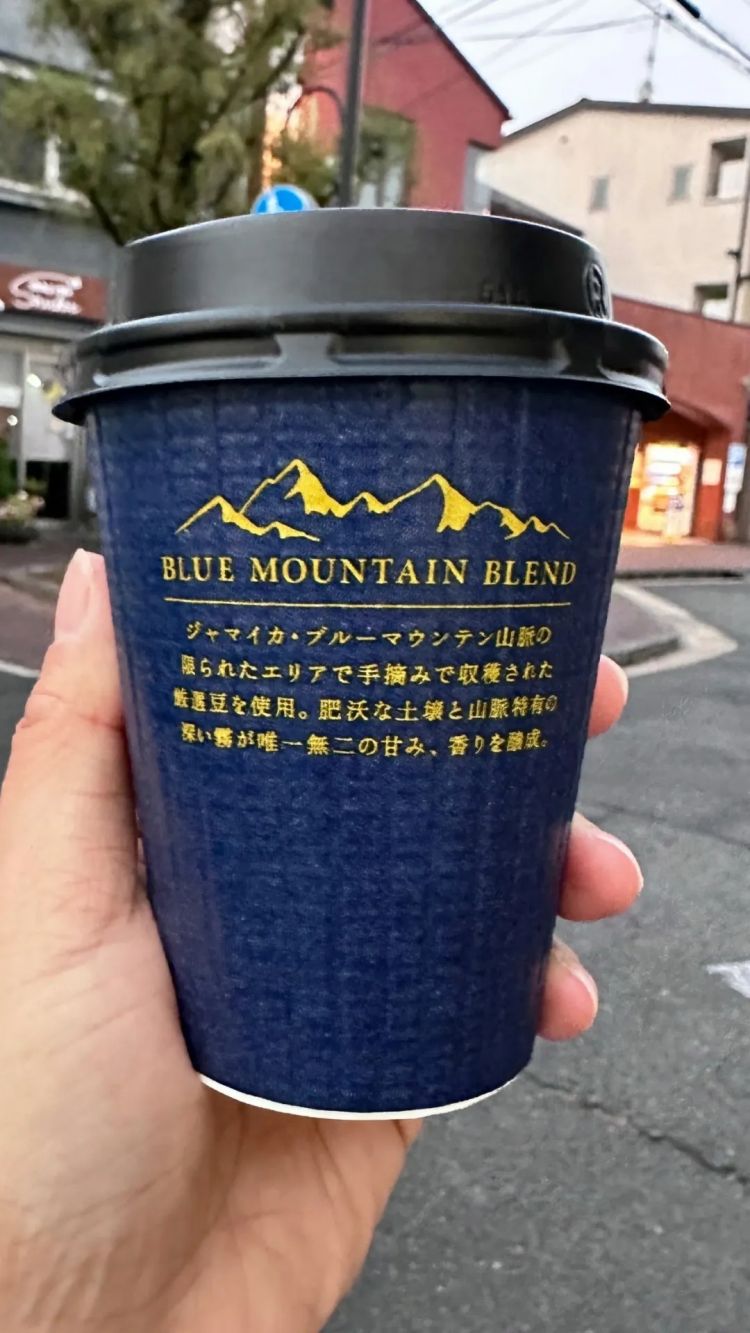 Studio
BLUE MOUNTAIN BLEND
ジャマイカ・ブルーマウンテン山脈の
限られたエリアで手摘みで収穫された
厳選豆を使用。肥沃な土壌と山脈特有の
深い霧が唯一無二の甘み、香りを醸成。